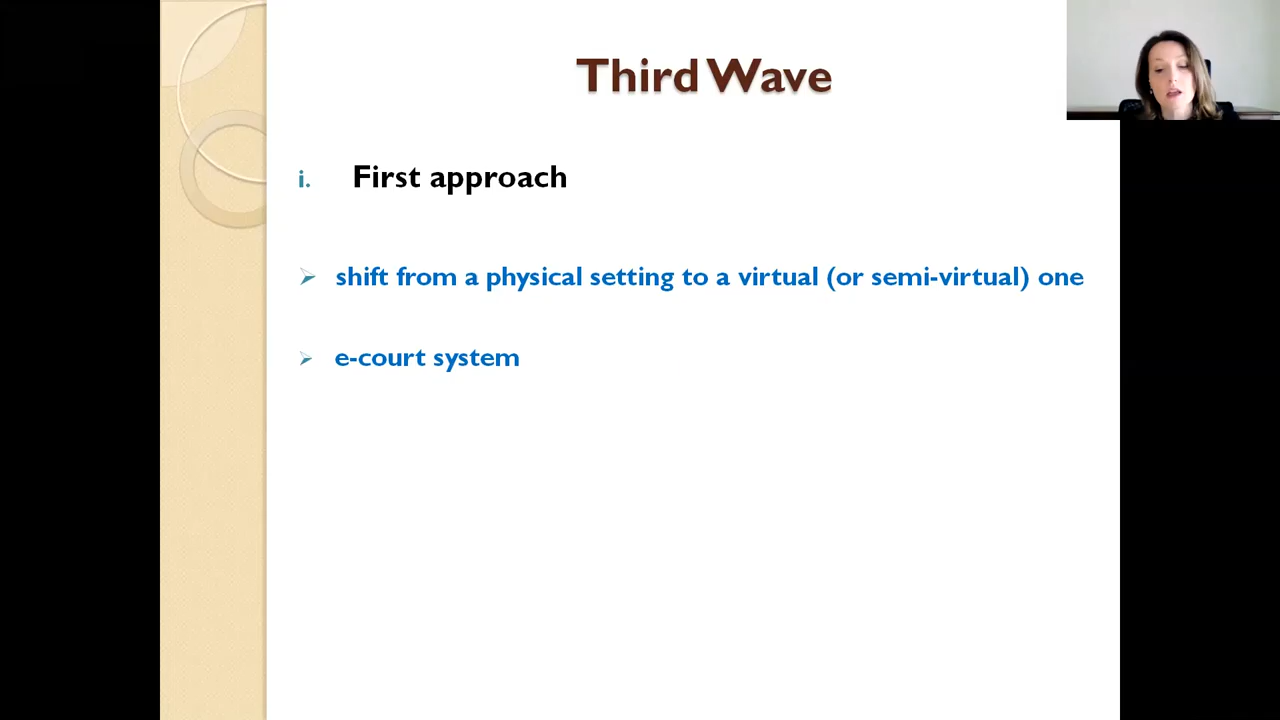 Third Wave
i. First approach
➢ shift from a physical setting to a virtual (or semi-virtual) one
➢ e-court system